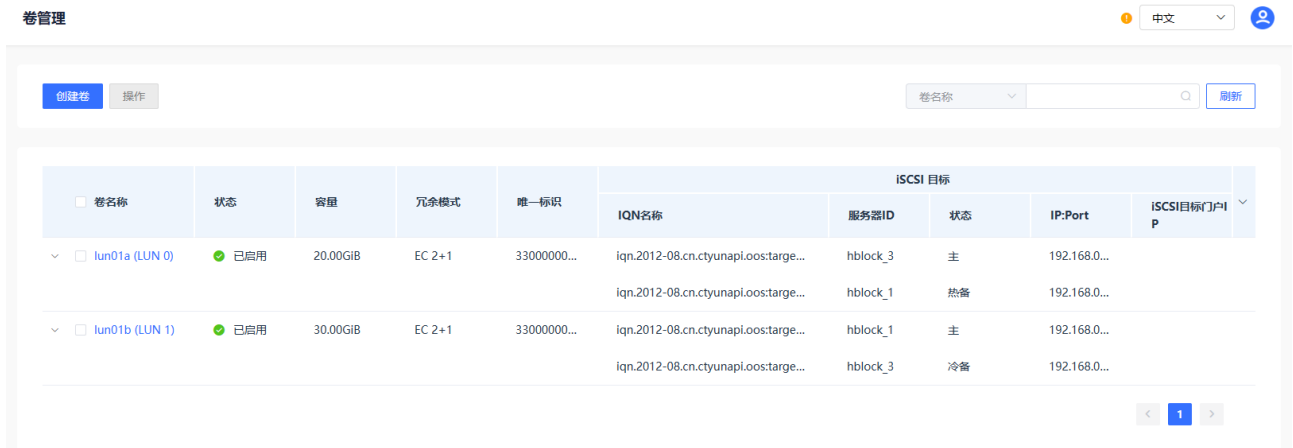 卷管理
中文
创建卷 操作 卷名称 刷新
iSCSI 目标
卷名称 状态 容量 冗余模式 唯一标识
IQN名称 服务器ID 状态 IP:Port iSCSI目标门户I
P
lun01a (LUN 0) 已启用 20.00GiB EC 2+1 33000000... iqn.2012-08.cn.ctyunapi.oos:targe... hblock_3 主 192.168.0...
iqn.2012-08.cn.ctyunapi.oos:targe... hblock_1 热备 192.168.0...
lun01b (LUN 1) 已启用 30.00GiB EC 2+1 33000000... iqn.2012-08.cn.ctyunapi.oos:targe... hblock_1 主 192.168.0...
iqn.2012-08.cn.ctyunapi.oos:targe... hblock_3 冷备 192.168.0...
1